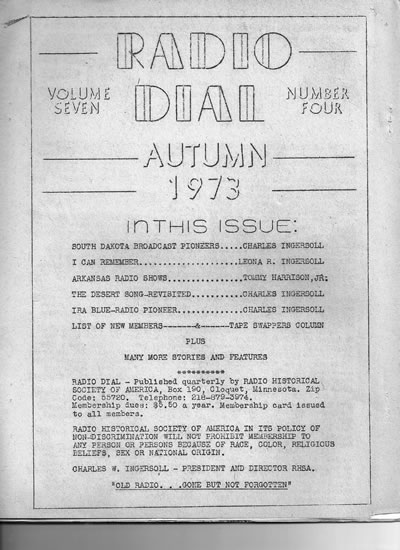 RADIO
VOLUME SEVEN
DIAL
NUMBER FOUR
AUTUMN
1973
IN THIS ISSUE:
SOUTH DAKOTA BROADCAST PIONEERS.....CHARLES INGERSOLL
I CAN REMEMBER......................LEONA R. INGERSOLL
ARKANSAS RADIO SHOWS................TOMMY HARRISON, JR.
THE DESERT SONG-REVISITED...........CHARLES INGERSOLL
IRA BLUE-RADIO PIONEER..............CHARLES INGERSOLL
LIST OF NEW MEMBERS-------&------TAPE SWAPPERS COLUMN
PLUS
MANY MORE STORIES AND FEATURES
**********
RADIO DIAL - Published quarterly by RADIO HISTORICAL
SOCIETY OF AMERICA, Box 190, Cloquet, Minnesota. Zip
Code: 55720. Telephone: 218-879-3974.
Membership dues: $5.50 a year. Membership card issued
to all members.
RADIO HISTORICAL SOCIETY OF AMERICA IN ITS POLICY OF
NON-DISCRIMINATION WILL NOT PROHIBIT MEMBERSHIP TO
ANY PERSON OR PERSONS BECAUSE OF RACE, COLOR, RELIGIOUS
BELIEFS, SEX OR NATIONAL ORIGIN.
CHARLES W. INGERSOLL - PRESIDENT AND DIRECTOR RHSA.
"OLD RADIO. . .GONE BUT NOT FORGOTTEN"